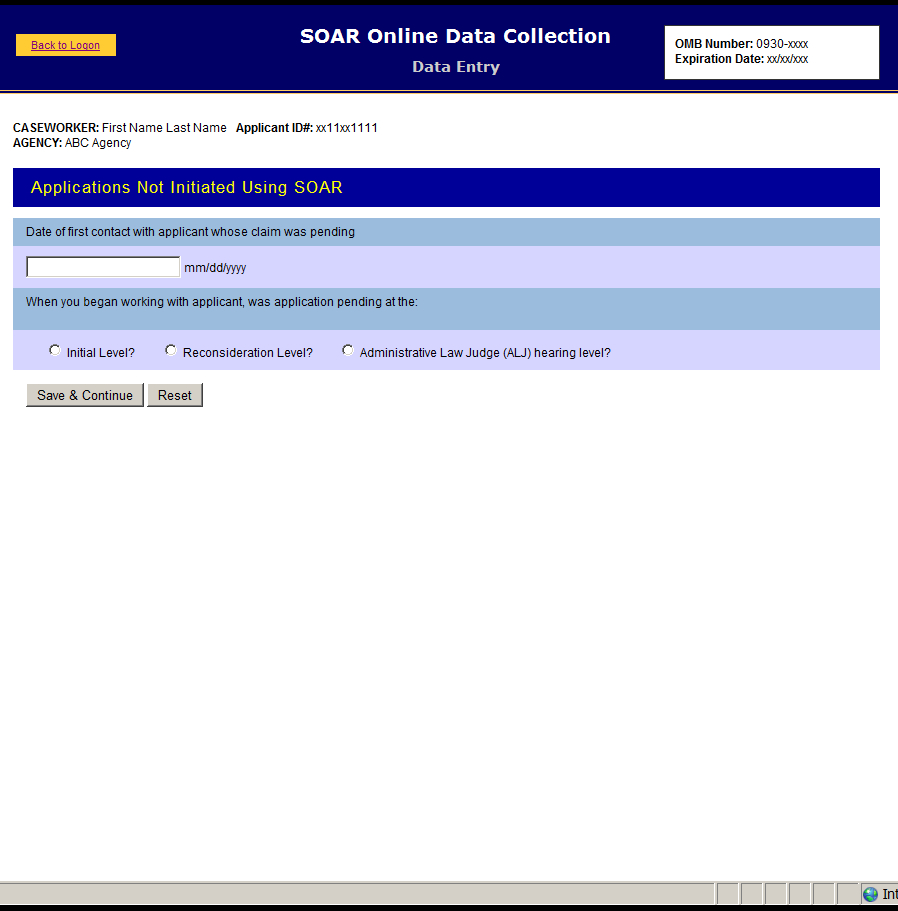 Back to Logon
SOAR Online Data Collection
Data Entry
OMB Number: 0930-xxxx
Expiration Date: xx/xx/xxx
CASEWORKER: First Name Last Name Applicant ID#: xx11xx1111
AGENCY: ABC Agency
Applications Not Initiated Using SOAR
Date of first contact with applicant whose claim was pending
mm/dd/yyyy
When you began working with applicant, was application pending at the:
Initial Level? Reconsideration Level? Administrative Law Judge (ALJ) hearing level?
Save & Continue Reset
Int